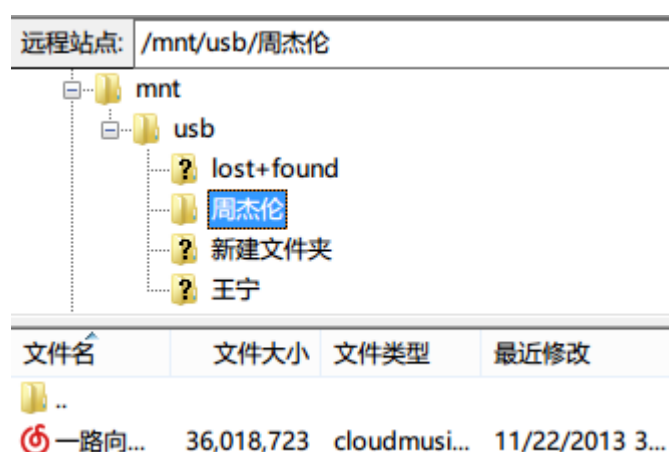 远程站点: /mnt/usb/周杰伦
mnt
usb
lost+found
周杰伦
新建文件夹
王宁
文件名 文件大小 文件类型 最近修改
..
一路向... 36,018,723 cloudmusi... 11/22/2013 3...